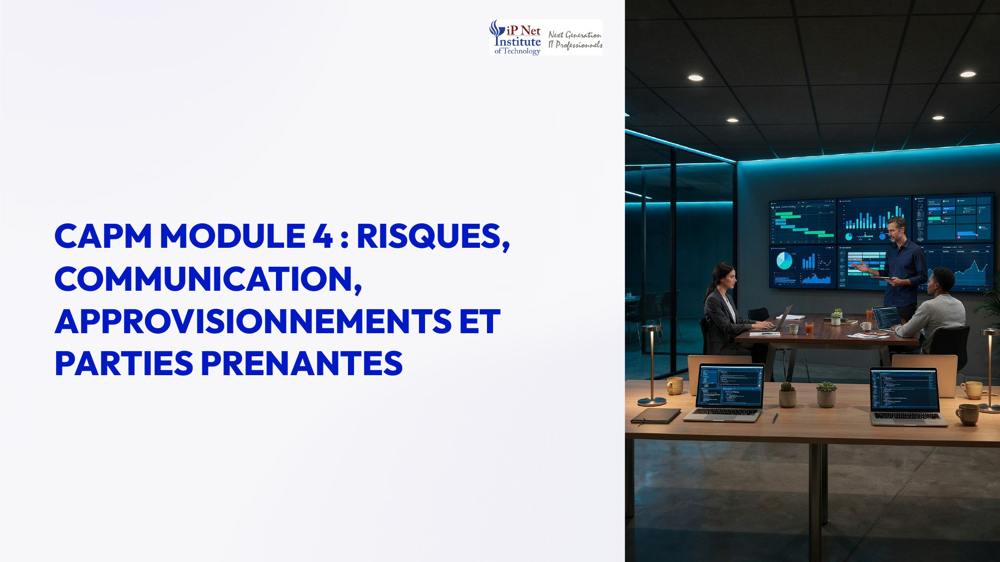 iP Net
Institute
of Technology
Next Generation
IT Professionnels
CAPM MODULE 4 : RISQUES,
COMMUNICATION,
APPROVISIONNEMENTS ET
PARTIES PRENANTES